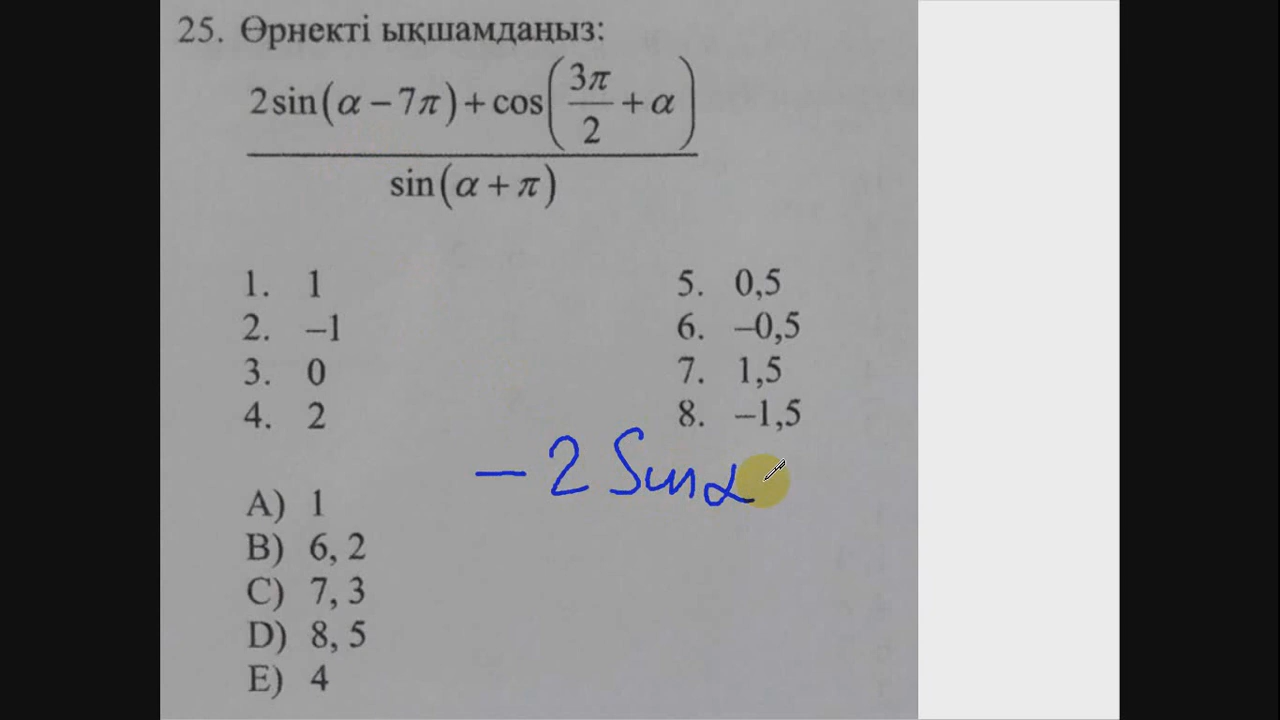 25. Өрнекті ықшамдаңыз:
2sin(α − 7π) + cos(3π/2 + α)
sin(α + π)
1. 1
2. –1
3. 0
4. 2
5. 0,5
6. –0,5
7. 1,5
8. –1,5
− 2 Sinα
A) 1
B) 6, 2
C) 7, 3
D) 8, 5
E) 4